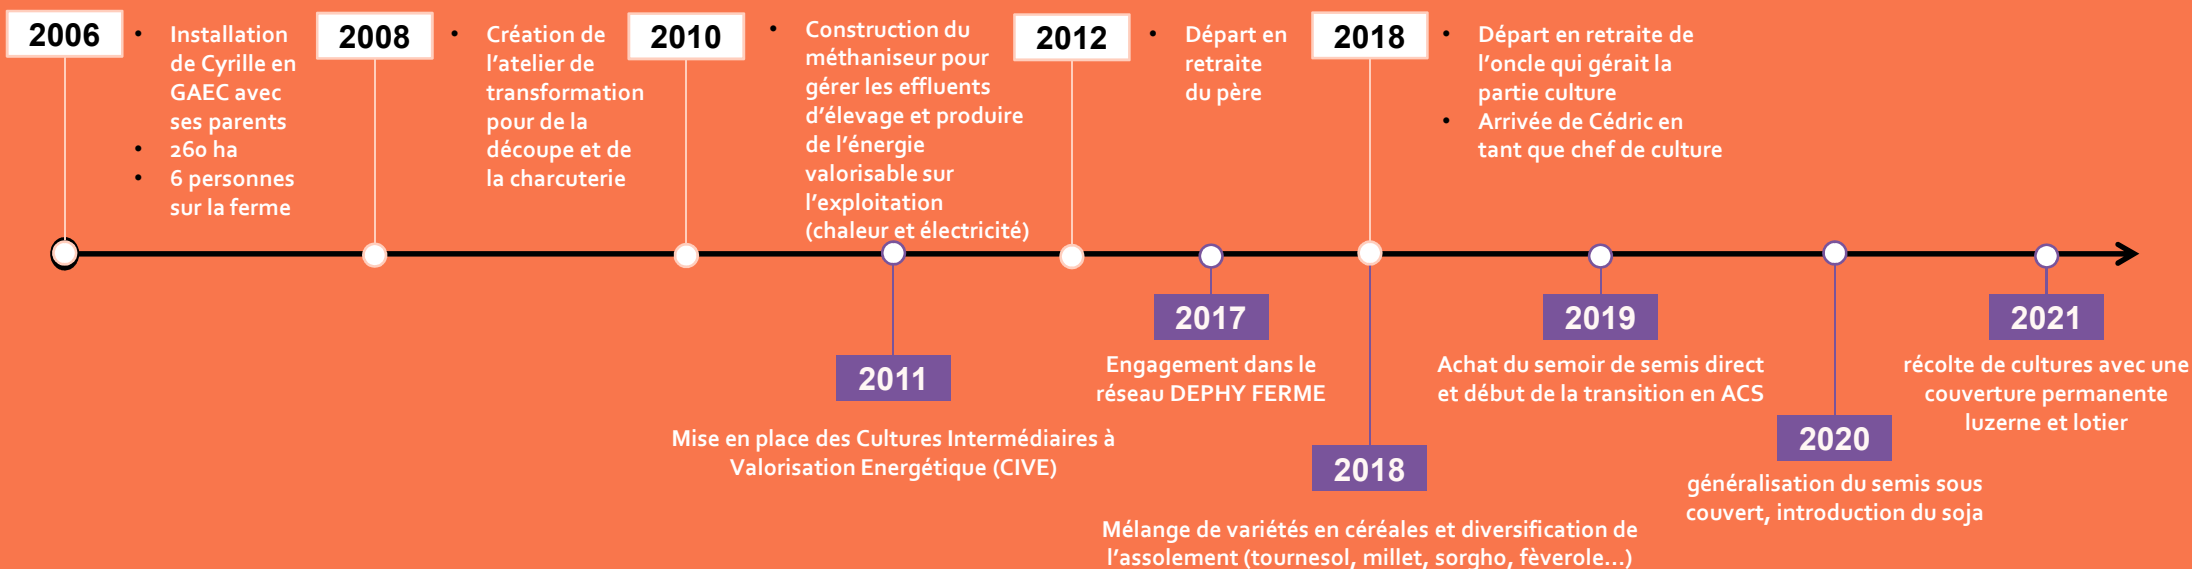 2006
• Installation
de Cyrille en
GAEC avec
ses parents
• 260 ha
• 6 personnes
sur la ferme
2008
• Création de
l’atelier de
transformation
pour de la
découpe et de
la charcuterie
2010
• Construction du
méthaniseur pour
gérer les effluents
d’élevage et produire
de l’énergie
valorisable sur
l’exploitation
(chaleur et électricité)
2012
• Départ en
retraite
du père
2018
• Départ en retraite de
l’oncle qui gérait la
partie culture
• Arrivée de Cédric en
tant que chef de culture
2011
Mise en place des Cultures Intermédiaires à
Valorisation Energétique (CIVE)
2017
Engagement dans le
réseau DEPHY FERME
2018
Mélange de variétés en céréales et diversification de
l’assolement (tournesol, millet, sorgho, fèverole...)
2019
Achat du semoir de semis direct
et début de la transition en ACS
2020
généralisation du semis sous
couvert, introduction du soja
2021
récolte de cultures avec une
couverture permanente
luzerne et lotier